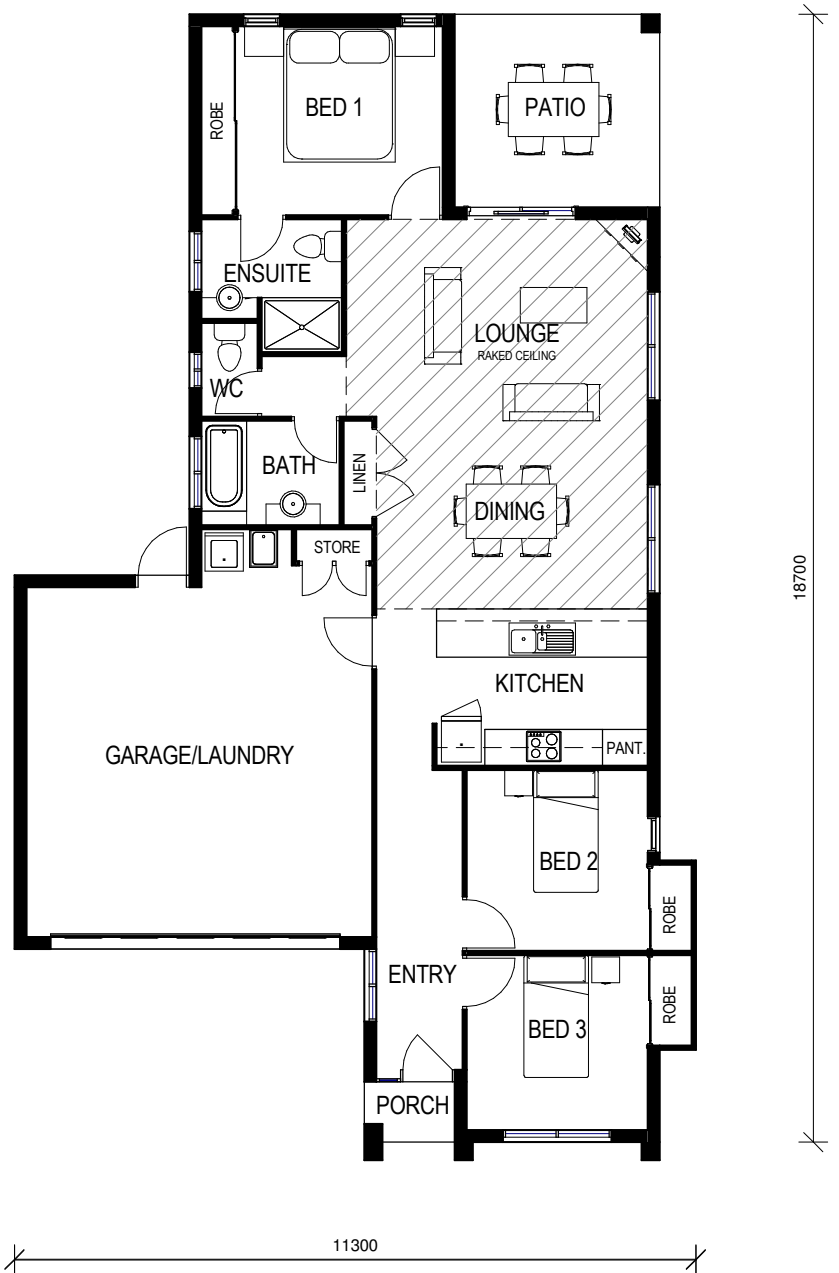 BED 1
ROBE
PATIO
ENSUITE
LOUNGE
RAKED CEILING
WC
BATH
LINEN
DINING
STORE
18700
KITCHEN
GARAGE/LAUNDRY
PANT.
BED 2
ROBE
ENTRY
ROBE
BED 3
PORCH
11300